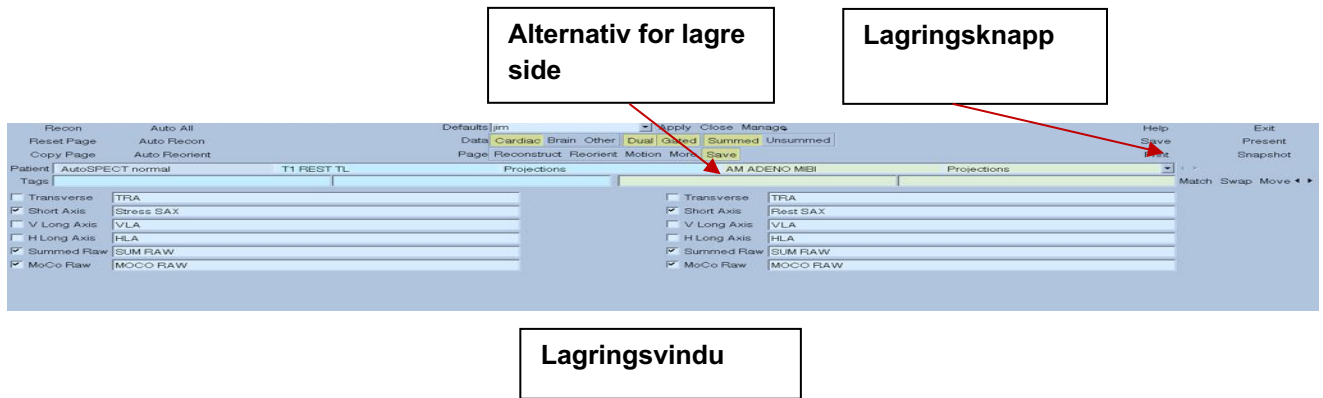 Alternativ for lagre
side
Lagringsknapp
Recon Auto All Defaults jim Apply Close Manage Help Exit
Reset Page Auto Recon Data Cardiac Brain Other Dual Gated Summed Unsummed Save Present
Copy Page Auto Reorient Page Reconstruct Reorient Motion More Save Print Snapshot
Patient AutoSPECT normal T1 REST TL Projections AM ADENO MIBI Projections
Tags Match Swap Move
Transverse TRA Transverse TRA
Short Axis Stress SAX Short Axis Rest SAX
V Long Axis VLA V Long Axis VLA
H Long Axis HLA H Long Axis HLA
Summed Raw SUM RAW Summed Raw SUM RAW
MoCo Raw MOCO RAW MoCo Raw MOCO RAW
Lagringsvindu